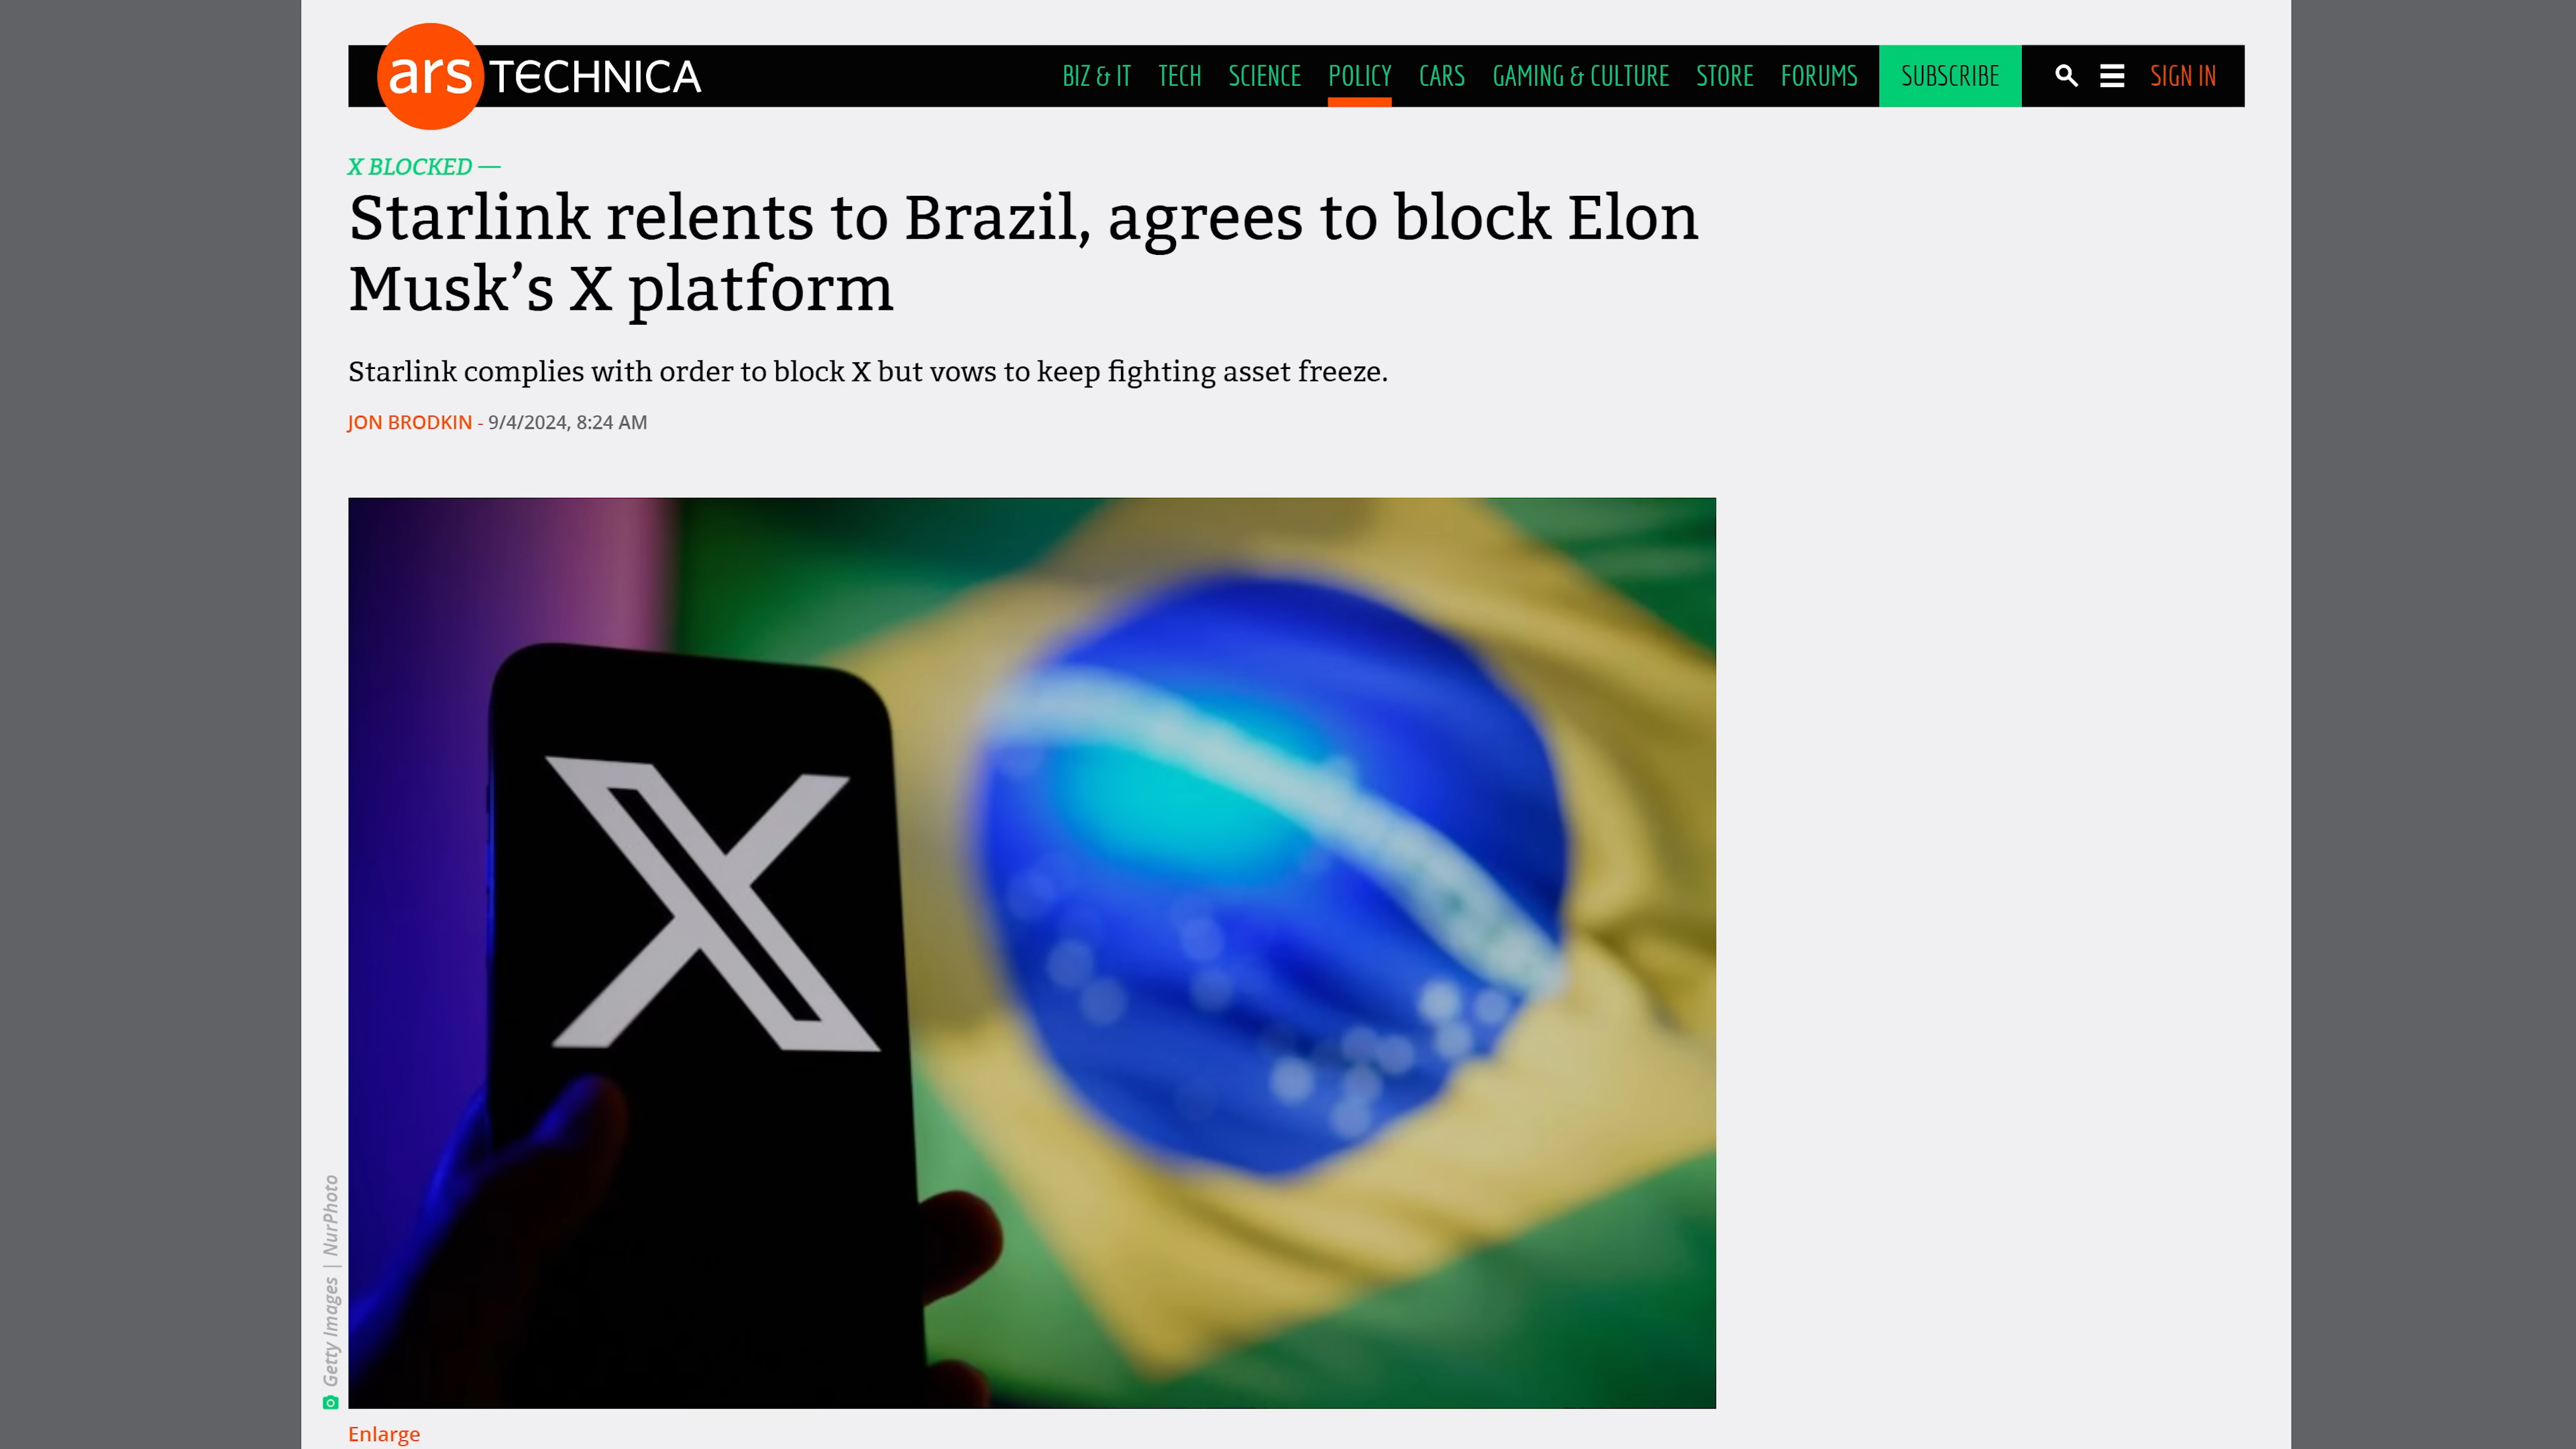 ars TECHNICA
BIZ & IT TECH SCIENCE POLICY CARS GAMING & CULTURE STORE FORUMS SUBSCRIBE SIGN IN
X BLOCKED —
Starlink relents to Brazil, agrees to block Elon
Musk’s X platform
Starlink complies with order to block X but vows to keep fighting asset freeze.
JON BRODKIN - 9/4/2024, 8:24 AM
X
Getty Images | NurPhoto
Enlarge